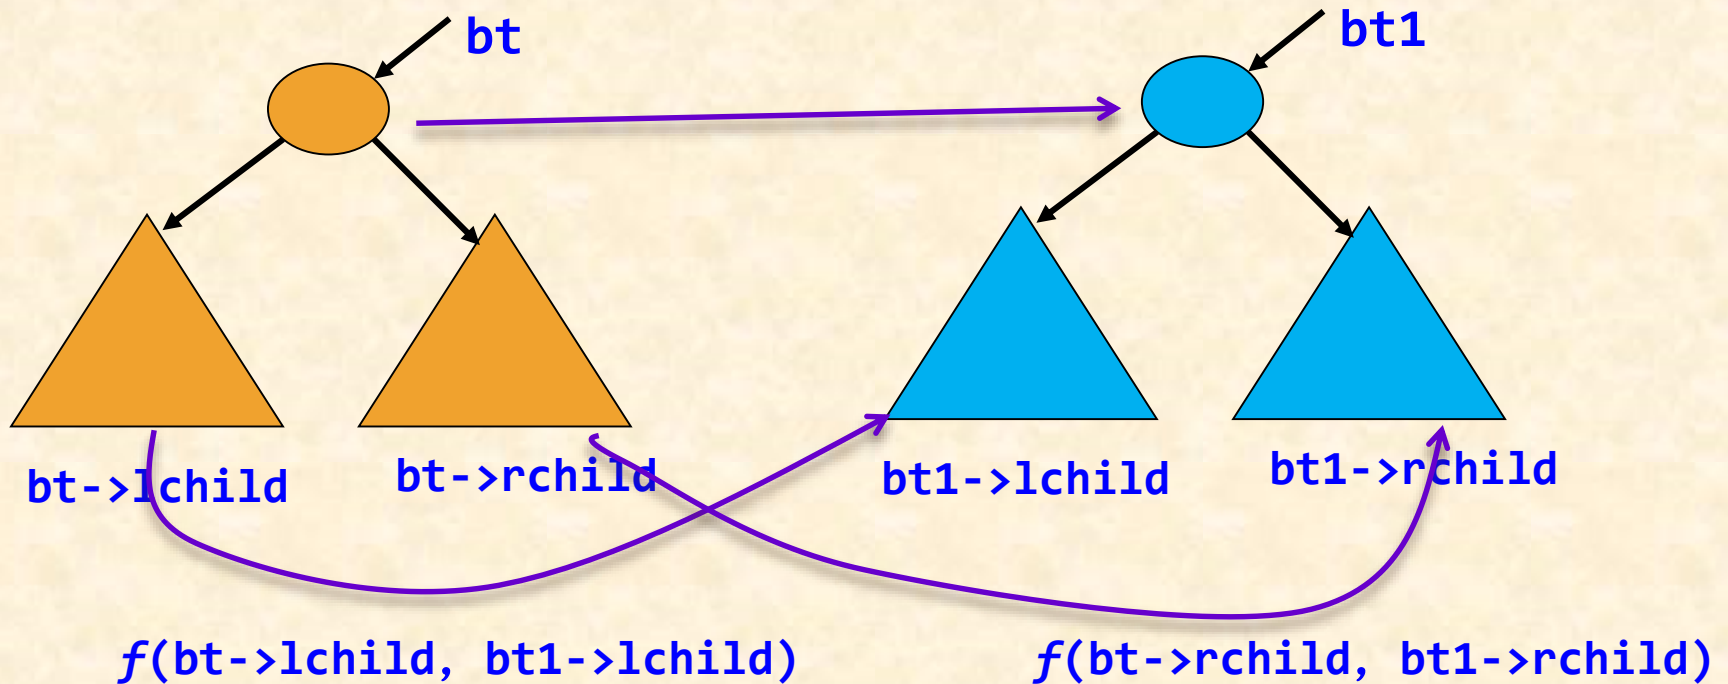 bt
bt1
bt->lchild
bt->rchild
bt1->lchild
bt1->rchild
f(bt->lchild, bt1->lchild)
f(bt->rchild, bt1->rchild)